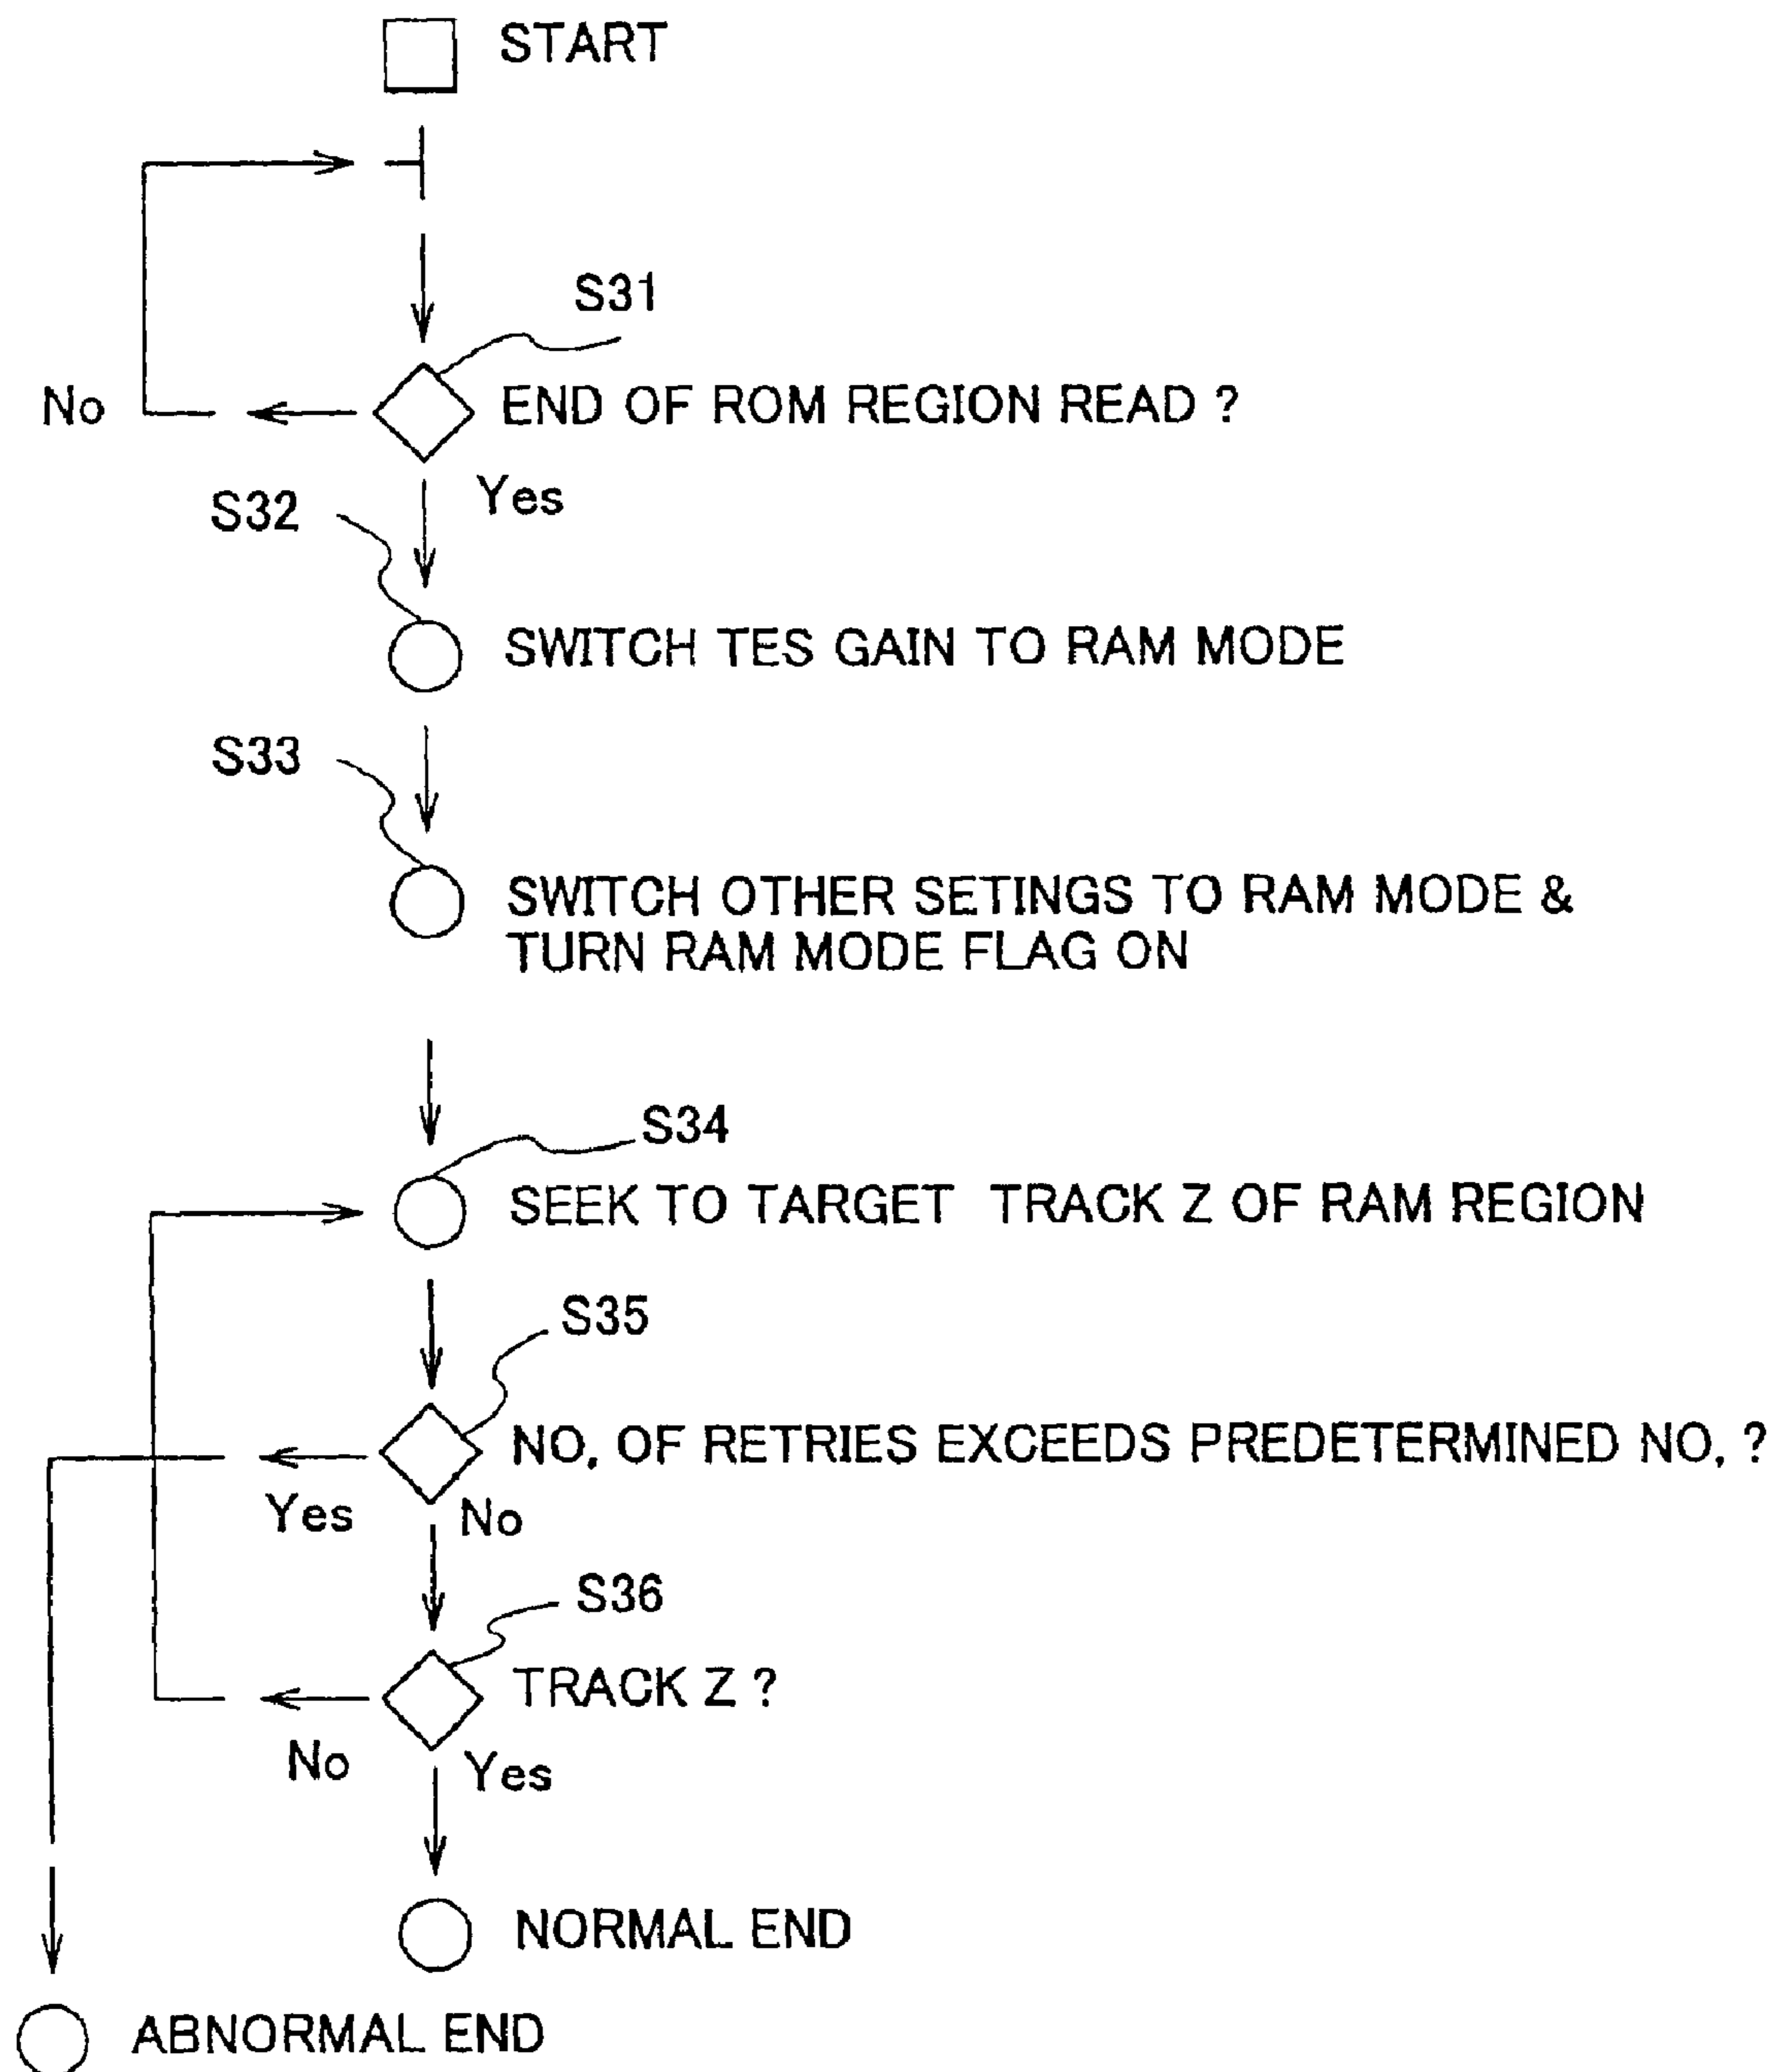 START
S31
No
END OF ROM REGION READ ?
Yes
S32
SWITCH TES GAIN TO RAM MODE
S33
SWITCH OTHER SETINGS TO RAM MODE &
TURN RAM MODE FLAG ON
S34
SEEK TO TARGET TRACK Z OF RAM REGION
S35
NO. OF RETRIES EXCEEDS PREDETERMINED NO. ?
Yes
No
S36
TRACK Z ?
No
Yes
NORMAL END
ABNORMAL END